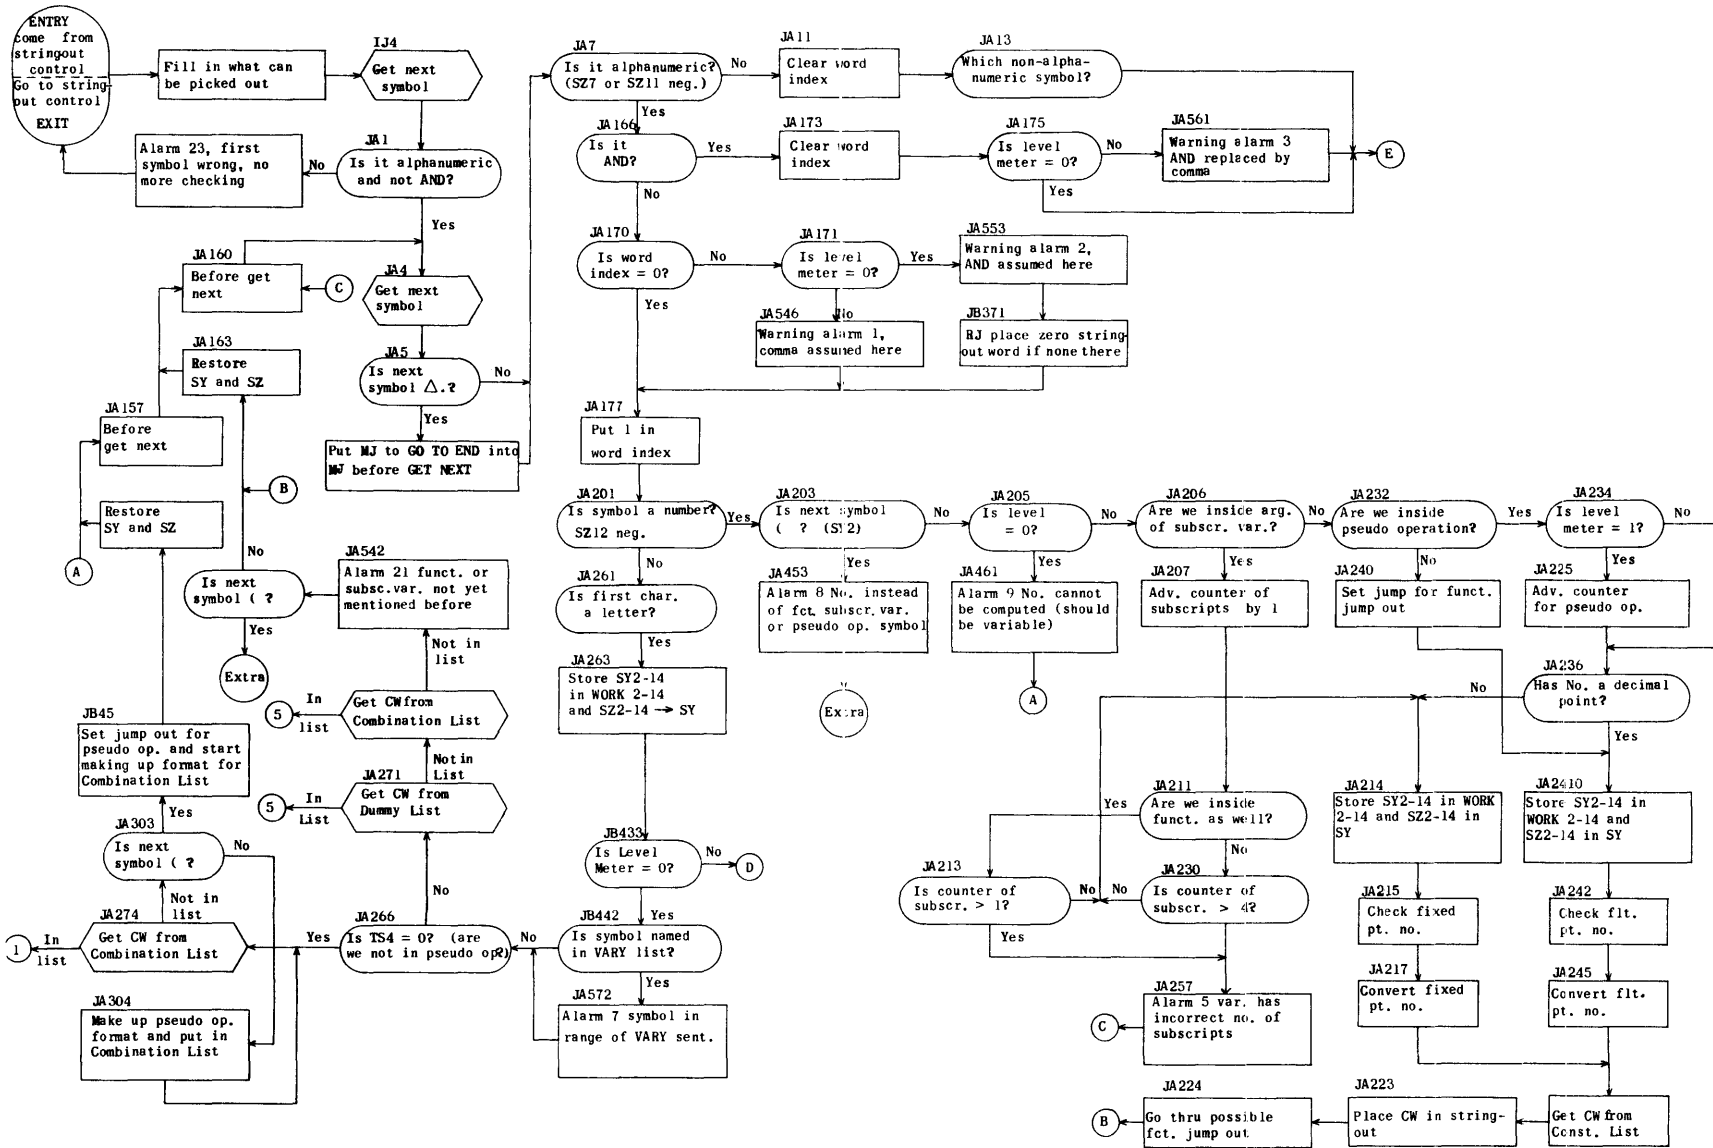 ENTRY
come from
stringout
control
Go to string-
out control
EXIT
Fill in what can
be picked out
IJ4
Get next
symbol
JA1
Is it alphanumeric
and not AND?
No
Yes
Alarm 23, first
symbol wrong, no
more checking
JA160
Before get
next
C
JA4
Get next
symbol
JA163
Restore
SY and SZ
JA5
Is next
symbol △.?
No
Yes
Put MJ to GO TO END into
MJ before GET NEXT
JA157
Before
get next
B
Restore
SY and SZ
A
No
Is next
symbol ( ?
Yes
Extra
JA542
Alarm 21 funct. or
subsc.var. not yet
mentioned before
Not in
list
5
In
list
Get CW from
Combination List
Not in
List
JA271
5
In
List
Get CW from
Dummy List
No
JB45
Set jump out for
pseudo op. and start
making up format for
Combination List
Yes
JA303
Is next
symbol ( ?
No
Not in
list
JA274
1
In
list
Get CW from
Combination List
Yes
JA266
Is TS4 = 0? (are
we not in pseudo op?)
No
JA304
Make up pseudo op.
format and put in
Combination List
JA7
Is it alphanumeric?
(SZ7 or SZ11 neg.)
No
Yes
JA11
Clear word
index
JA13
Which non-alpha-
numeric symbol?
JA166
Is it
AND?
Yes
No
JA173
Clear word
index
JA175
Is level
meter = 0?
No
Yes
JA561
Warning alarm 3
AND replaced by
comma
E
JA170
Is word
index = 0?
No
Yes
JA171
Is level
meter = 0?
Yes
No
JA553
Warning alarm 2,
AND assumed here
JA546
Warning alarm 1,
comma assumed here
JB371
RJ place zero string-
out word if none there
JA177
Put 1 in
word index
JA201
Is symbol a number?
SZ12 neg.
Yes
No
JA203
Is next symbol
( ? (S12)
No
Yes
JA205
Is level
= 0?
No
Yes
JA206
Are we inside arg.
of subscr. var.?
No
Yes
JA232
Are we inside
pseudo operation?
Yes
No
JA234
Is level
meter = 1?
No
Yes
JA261
Is first char.
a letter?
Yes
JA453
Alarm 8 No. instead
of fct. subscr. var.
or pseudo op. symbol
JA461
Alarm 9 No. cannot
be computed (should
be variable)
JA207
Adv. counter of
subscripts by 1
JA240
Set jump for funct.
jump out
JA225
Adv. counter
for pseudo op.
JA263
Store SY2-14
in WORK 2-14
and SZ2-14 → SY
Extra
A
JA236
Has No. a decimal
point?
No
Yes
JA211
Are we inside
funct. as well?
Yes
No
JA214
Store SY2-14 in WORK
2-14 and SZ2-14 in
SY
JA2410
Store SY2-14 in
WORK 2-14 and
SZ2-14 in SY
JB433
Is Level
Meter = 0?
No
D
Yes
JA213
Is counter of
subscr. > 1?
No
Yes
JA230
Is counter of
subscr. > 4?
No
JA215
Check fixed
pt. no.
JA242
Check flt.
pt. no.
JB442
Is symbol named
in VARY list?
Yes
JA572
Alarm 7 symbol in
range of VARY sent.
JA257
Alarm 5 var. has
incorrect no. of
subscripts
C
JA217
Convert fixed
pt. no.
JA245
Convert flt.
pt. no.
B
JA224
Go thru possible
fct. jump out
JA223
Place CW in string-
out
Get CW from
Const. List